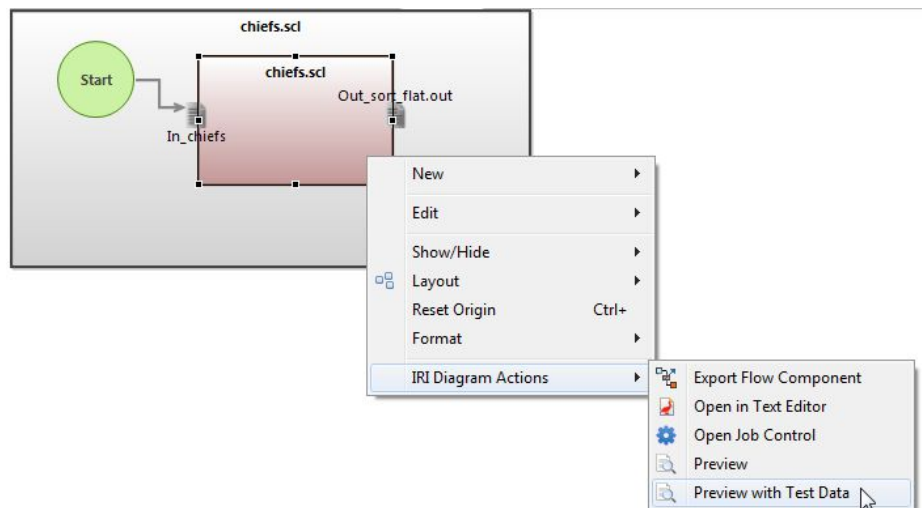 chiefs.scl
Start
chiefs.scl
Out_sort_flat.out
In_chiefs
New
Edit
Show/Hide
Layout
Reset Origin Ctrl+
Format
IRI Diagram Actions
Export Flow Component
Open in Text Editor
Open Job Control
Preview
Preview with Test Data